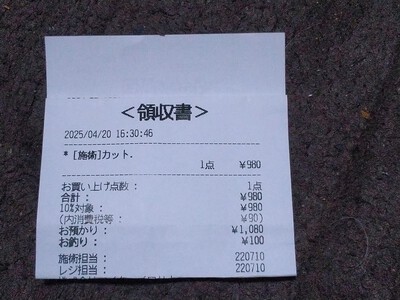 ＜領収書＞
2025/04/20 16:30:46
* [施術]カット.
1点 ¥980
お買い上げ点数 : 1点
合計 : ¥980
10%対象 : ¥980
(内消費税等 : ¥90)
お預かり : ¥1,080
お釣り : ¥100
施術担当 : 220710
レジ担当 : 220710